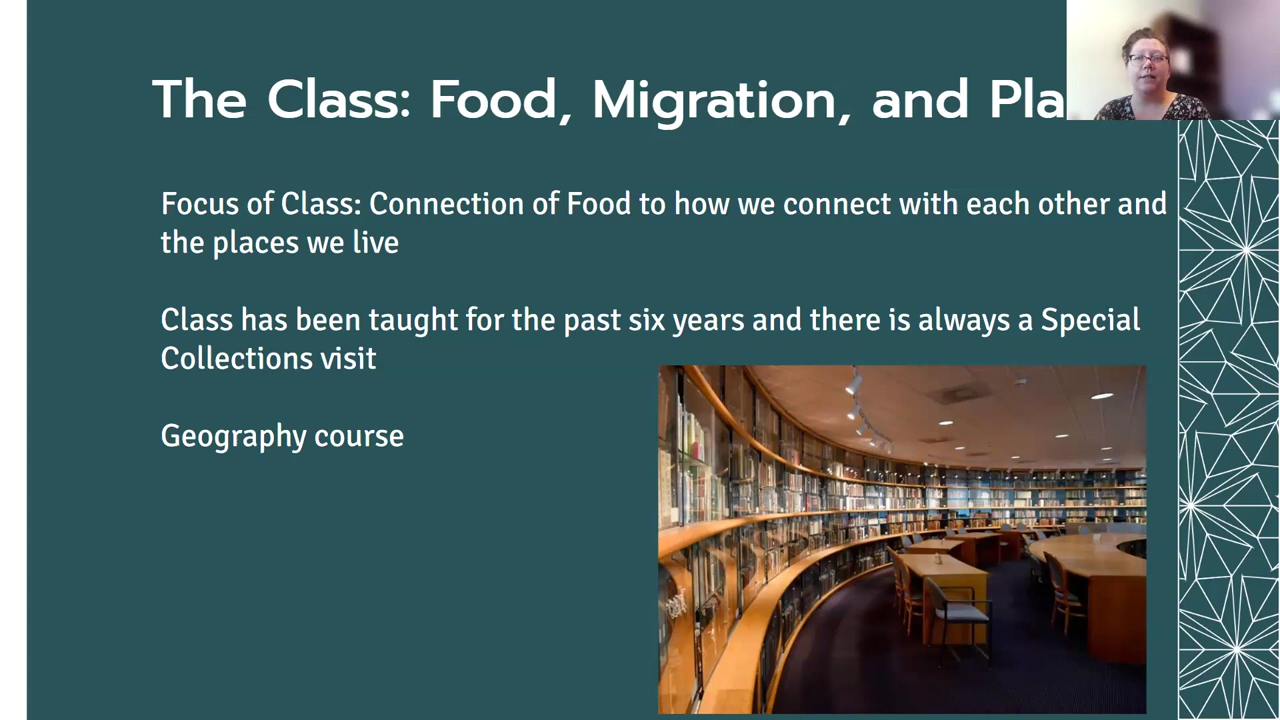 The Class: Food, Migration, and
Focus of Class: Connection of Food to how we connect with each other and
the places we live
Class has been taught for the past six years and there is always a Special
Collections visit
Geography course